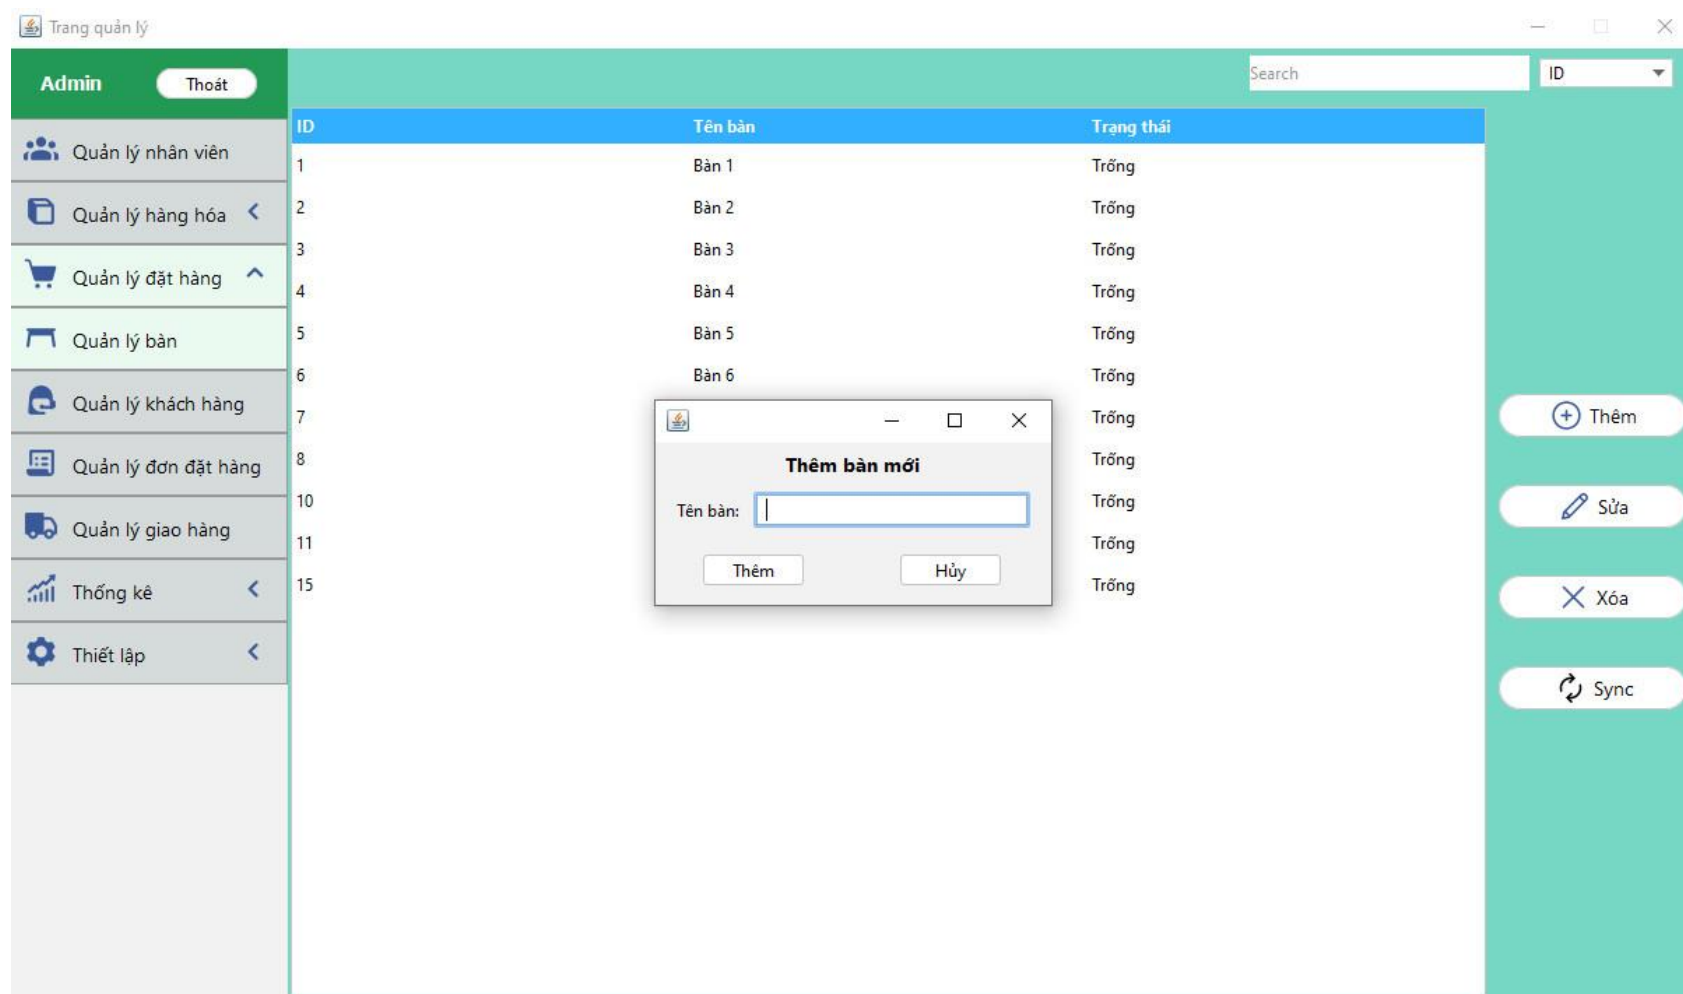 Trang quản lý
Admin
Thoát
Search
ID
Quản lý nhân viên
Quản lý hàng hóa
Quản lý đặt hàng
Quản lý bàn
Quản lý khách hàng
Quản lý đơn đặt hàng
Quản lý giao hàng
Thống kê
Thiết lập
ID Tên bàn Trạng thái
1 Bàn 1 Trống
2 Bàn 2 Trống
3 Bàn 3 Trống
4 Bàn 4 Trống
5 Bàn 5 Trống
6 Bàn 6 Trống
7 Trống
8 Trống
10 Trống
11 Trống
15 Trống
Thêm bàn mới
Tên bàn:
Thêm
Hủy
Thêm
Sửa
Xóa
Sync